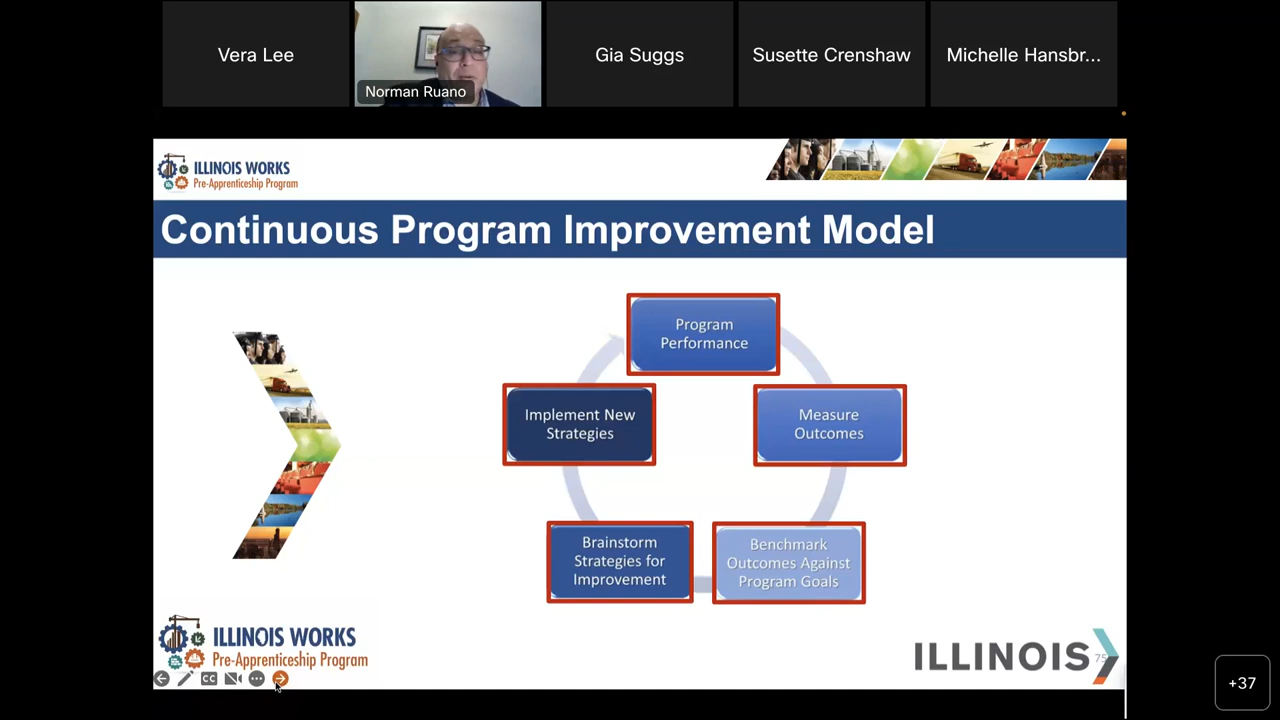 Vera Lee
Norman Ruano
Gia Suggs
Susette Crenshaw
Michelle Hansbr...
ILLINOIS WORKS
Pre-Apprenticeship Program
Continuous Program Improvement Model
Program
Performance
Implement New
Strategies
Measure
Outcomes
Brainstorm
Strategies for
Improvement
Benchmark
Outcomes Against
Program Goals
ILLINOIS WORKS
Pre-Apprenticeship Program
CC
ILLINOIS
75
+37